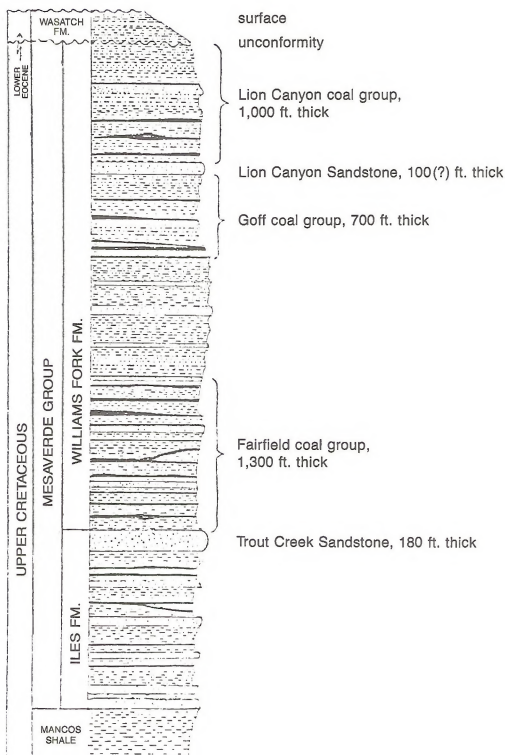 WASATCH
FM.
surface
unconformity
LOWER
EOCENE
Lion Canyon coal group,
1,000 ft. thick
Lion Canyon Sandstone, 100(?) ft. thick
Goff coal group, 700 ft. thick
UPPER CRETACEOUS
MESAVERDE GROUP
WILLIAMS FORK FM.
Fairfield coal group,
1,300 ft. thick
Trout Creek Sandstone, 180 ft. thick
ILES FM.
MANCOS
SHALE